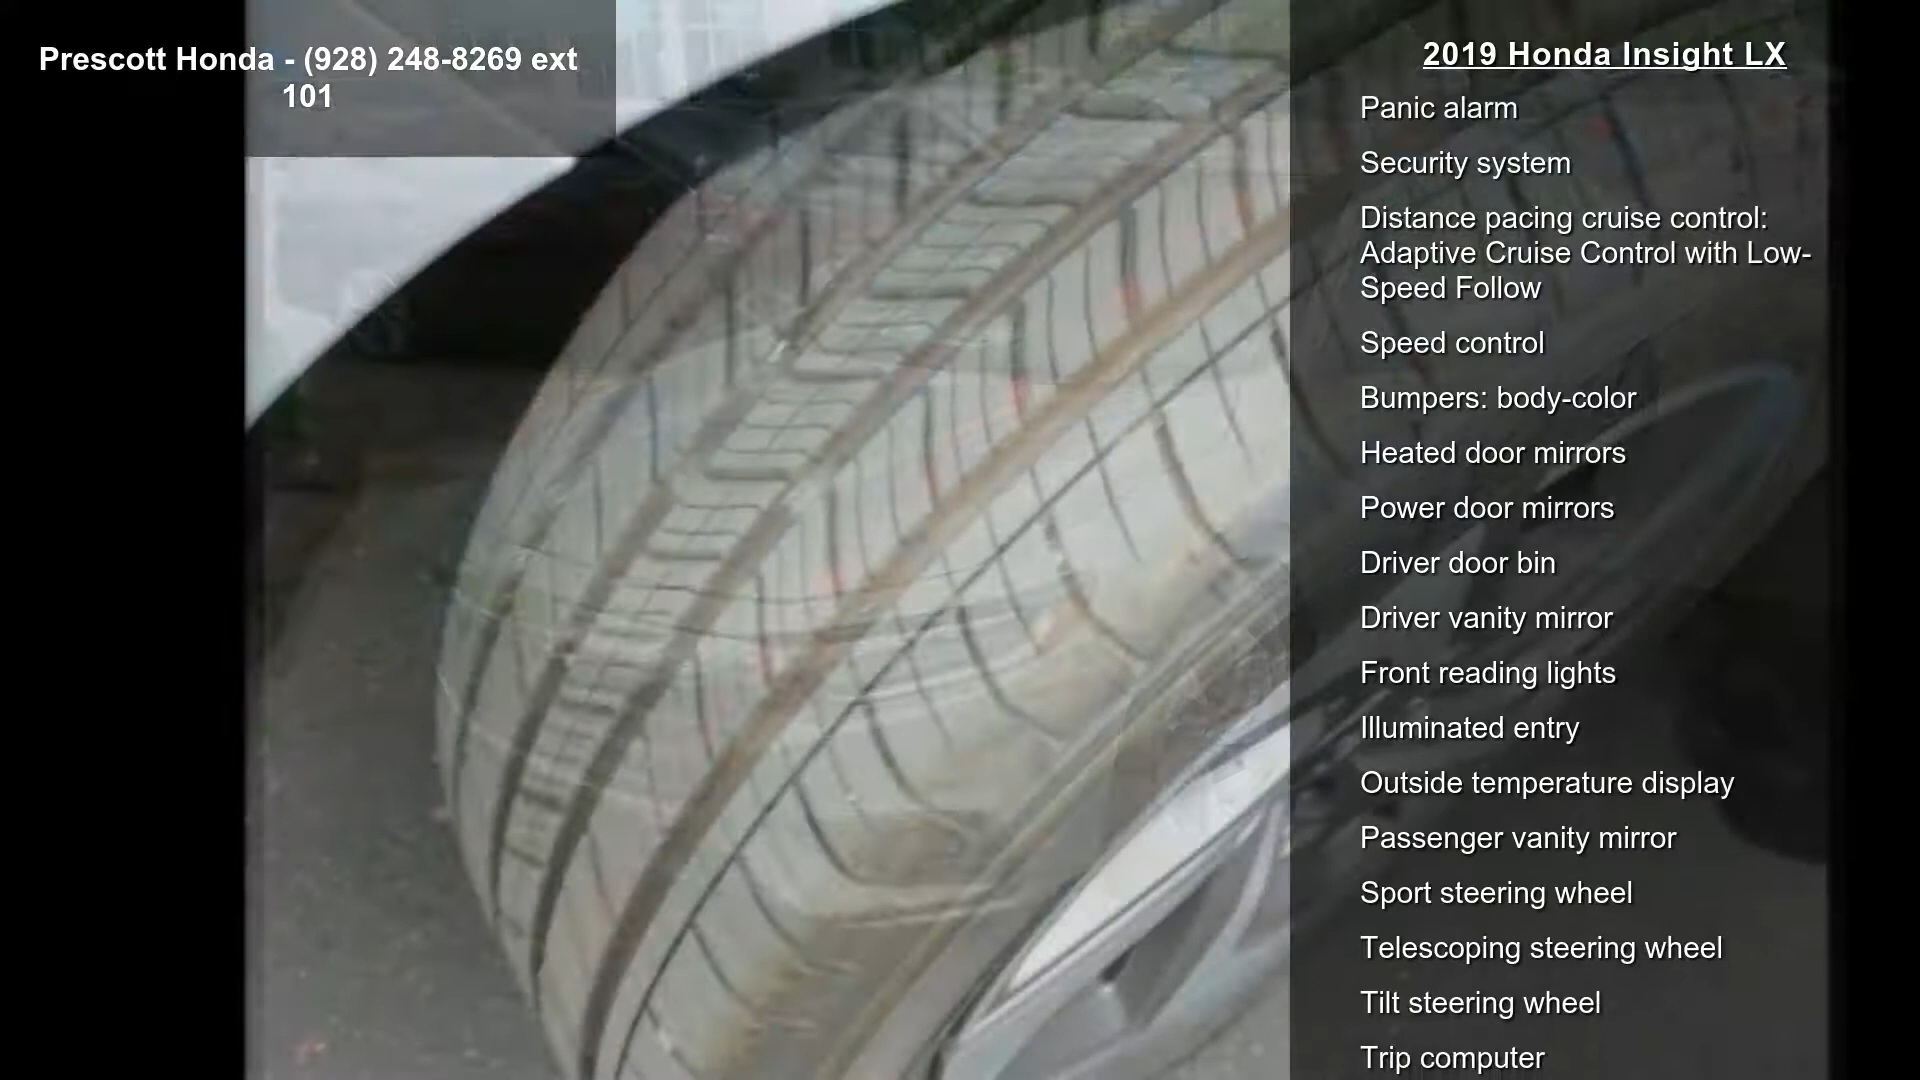 Prescott Honda - (928) 248-8269 ext
101
2019 Honda Insight LX
Panic alarm
Security system
Distance pacing cruise control:
Adaptive Cruise Control with Low-
Speed Follow
Speed control
Bumpers: body-color
Heated door mirrors
Power door mirrors
Driver door bin
Driver vanity mirror
Front reading lights
Illuminated entry
Outside temperature display
Passenger vanity mirror
Sport steering wheel
Telescoping steering wheel
Tilt steering wheel
Trip computer